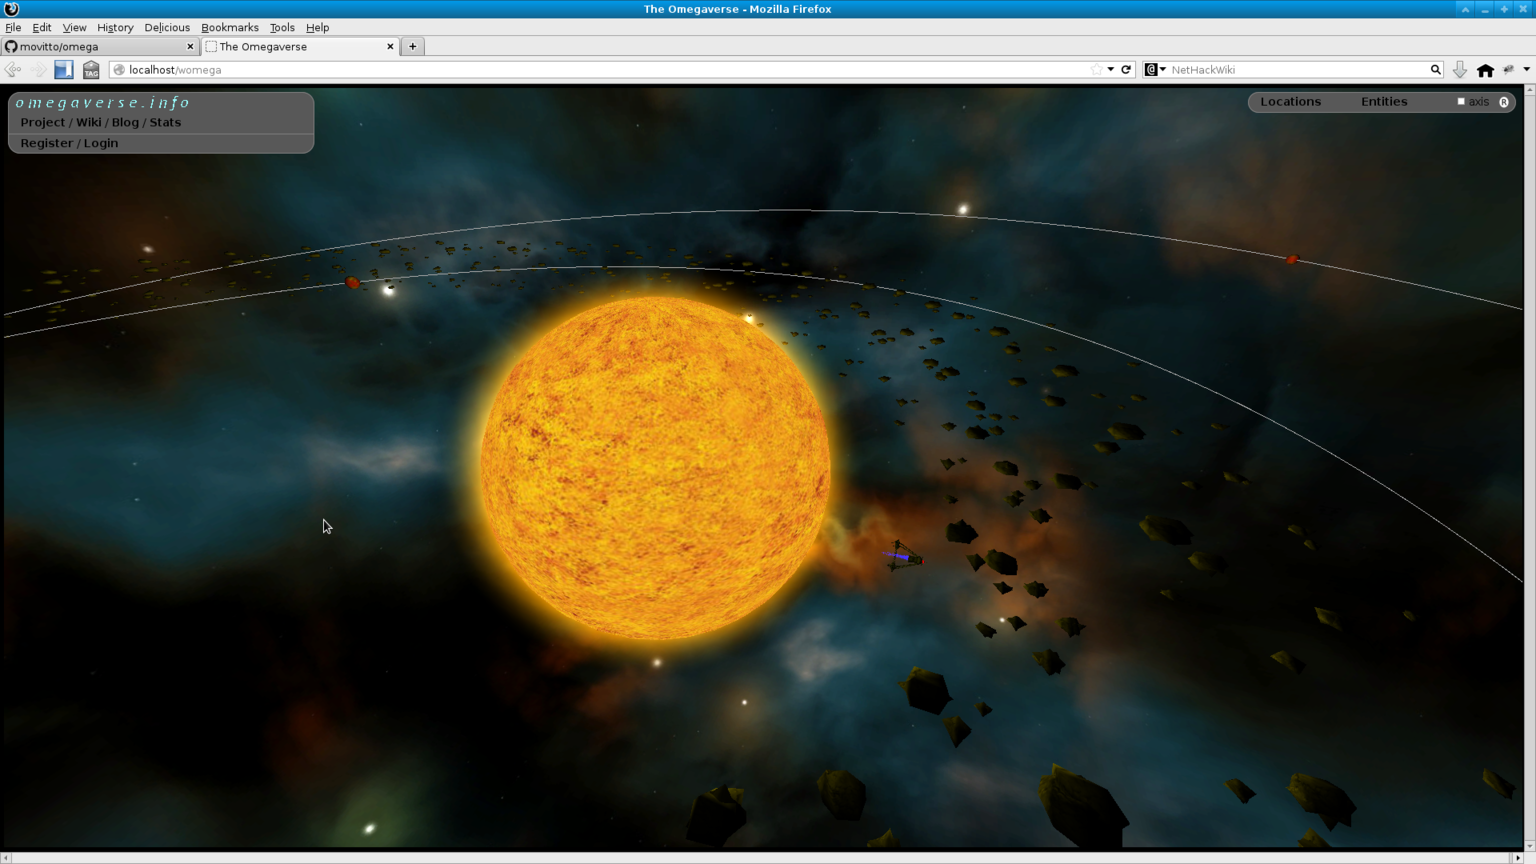 The Omegaverse - Mozilla Firefox
File Edit View History Delicious Bookmarks Tools Help
movitto/omega The Omegaverse
localhost/womega NetHackWiki
TAG
omegaverse.info
Project / Wiki / Blog / Stats
Register / Login
Locations Entities axis R